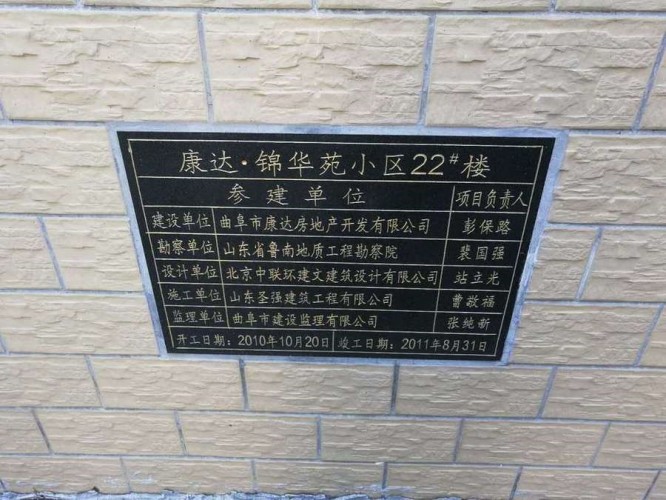 康达·锦华苑小区22#楼
参建单位 项目负责人
建设单位 曲阜市康达房地产开发有限公司 彭保路
勘察单位 山东省鲁南地质工程勘察院 裴国强
设计单位 北京中联环建文建筑设计有限公司 站立光
施工单位 山东圣强建筑工程有限公司 曹敬福
监理单位 曲阜市建设监理有限公司 张纯新
开工日期：2010年10月20日 竣工日期：2011年8月31日